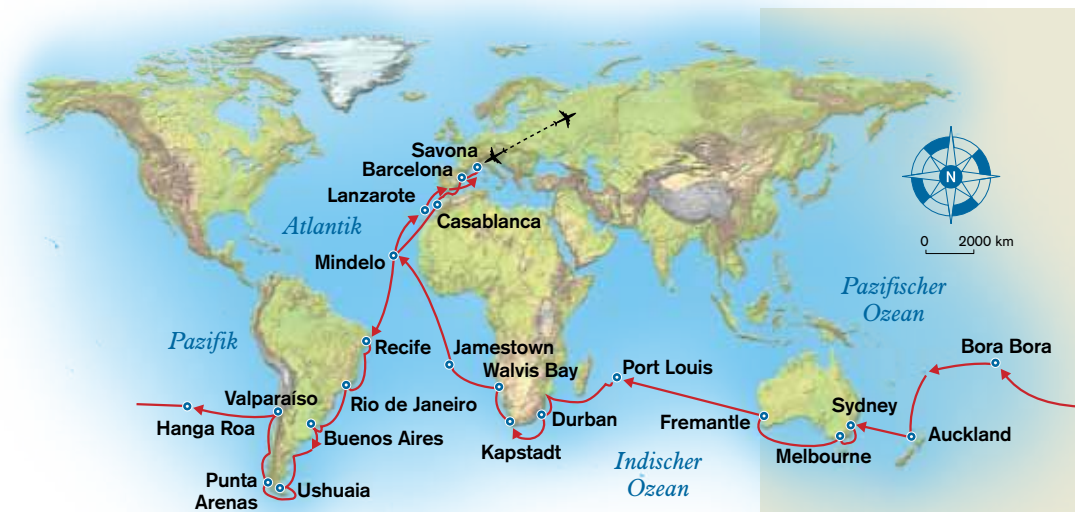 Savona
Barcelona
Lanzarote
Casablanca
Atlantik
Mindelo
N
0 2000 km
Pazifischer
Ozean
Pazifik
Recife
Jamestown
Walvis Bay
Port Louis
Bora Bora
Valparaíso
Rio de Janeiro
Hanga Roa
Buenos Aires
Durban
Kapstadt
Fremantle
Sydney
Auckland
Melbourne
Indischer
Ozean
Punta
Arenas
Ushuaia